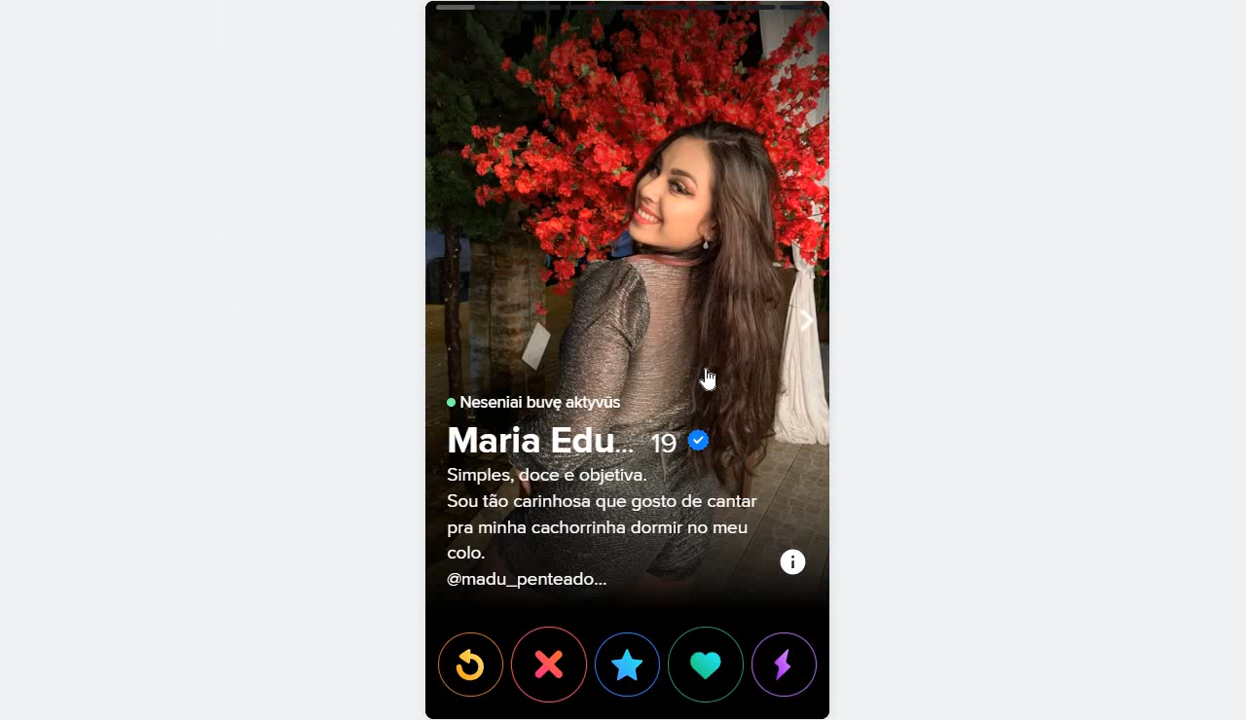 Neseniai buvę aktyvūs
Maria Edu... 19
Simples, doce e objetiva.
Sou tão carinhosa que gosto de cantar
pra minha cachorrinha dormir no meu
colo.
@madu_penteado...